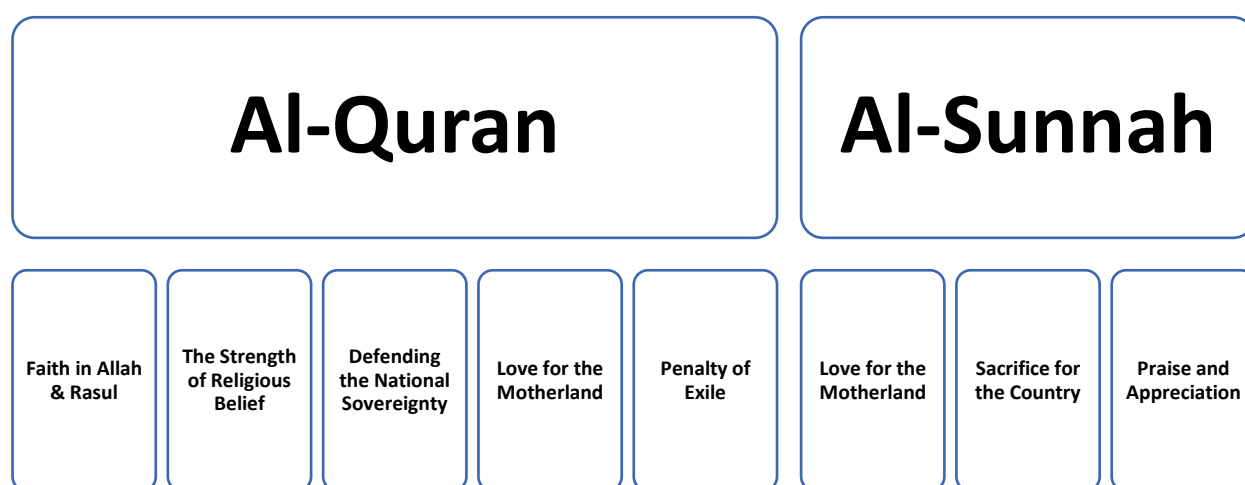 Al-Quran
Al-Sunnah
Faith in Allah
& Rasul
The Strength
of Religious
Belief
Defending
the National
Sovereignty
Love for the
Motherland
Penalty of
Exile
Love for the
Motherland
Sacrifice for
the Country
Praise and
Appreciation